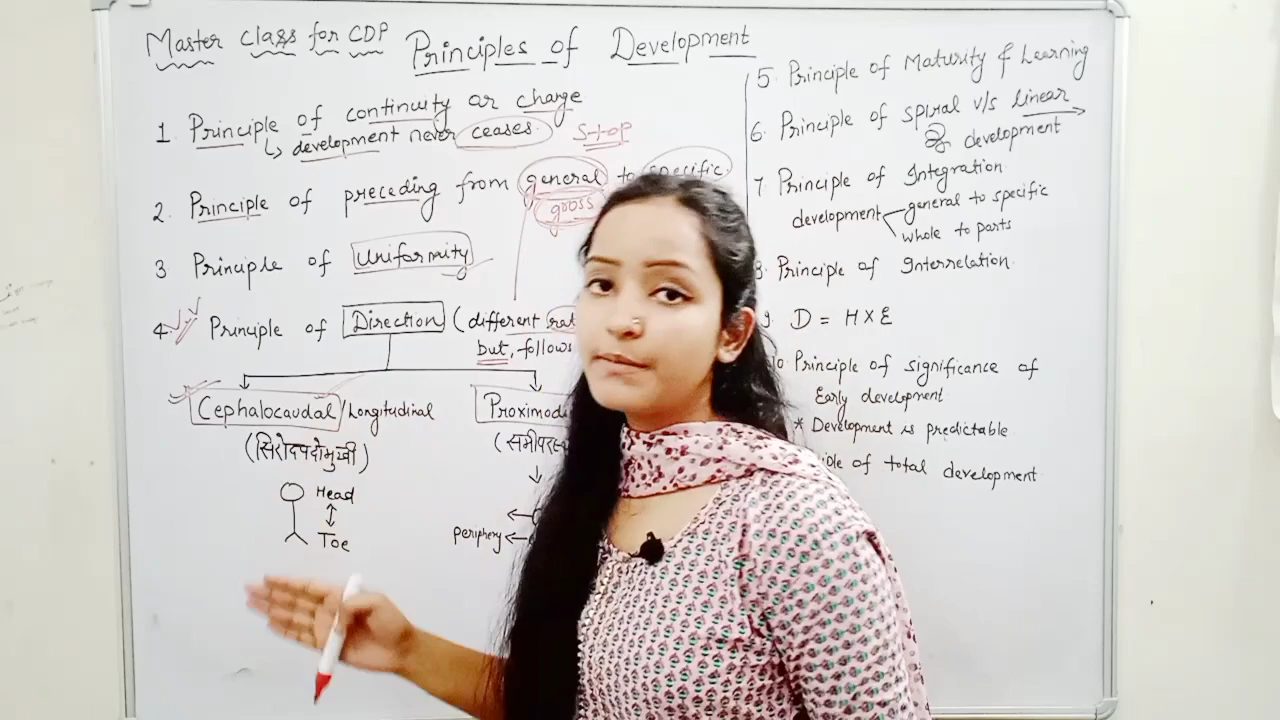 Master class for CDP
Principles of Development
1. Principle of continuity or change
development never ceases.
STOP
2. Principle of preceding from general to specific
gross
3 Principle of Uniformity
4. Principle of Direction (different
but, follows
Cephalocaudal/Longitudinal
(सिरोदपदोमुखी)
Head
Toe
periphery
5. Principle of Maturity & Learning
6. Principle of spiral v/s linear
development
7. Principle of Integration
development
general to specific
whole to parts
8. Principle of Interrelation
9. D = H X E
10 Principle of significance of
Early development
* Development is predictable
of total development